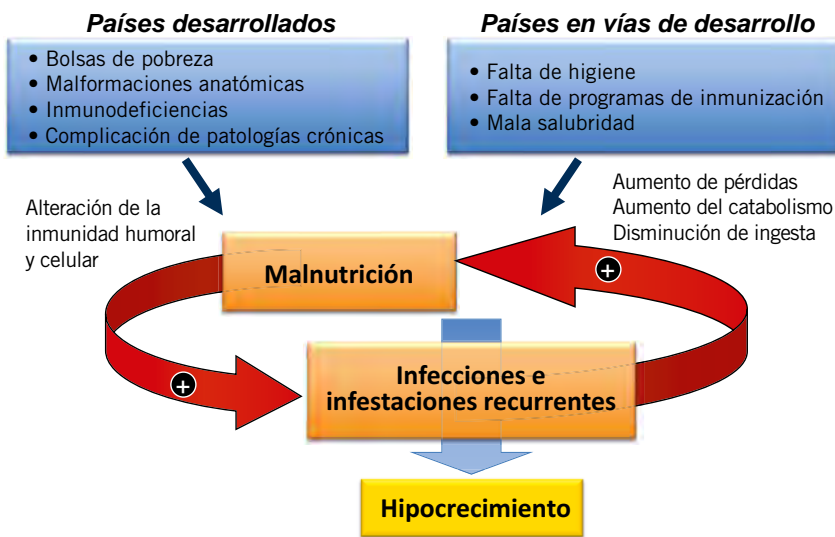 Países desarrollados
• Bolsas de pobreza
• Malformaciones anatómicas
• Inmunodeficiencias
• Complicación de patologías crónicas
Países en vías de desarrollo
• Falta de higiene
• Falta de programas de inmunización
• Mala salubridad
Alteración de la
inmunidad humoral
y celular
Aumento de pérdidas
Aumento del catabolismo
Disminución de ingesta
Malnutrición
+
+
Infecciones e
infestaciones recurrentes
Hipocrecimiento